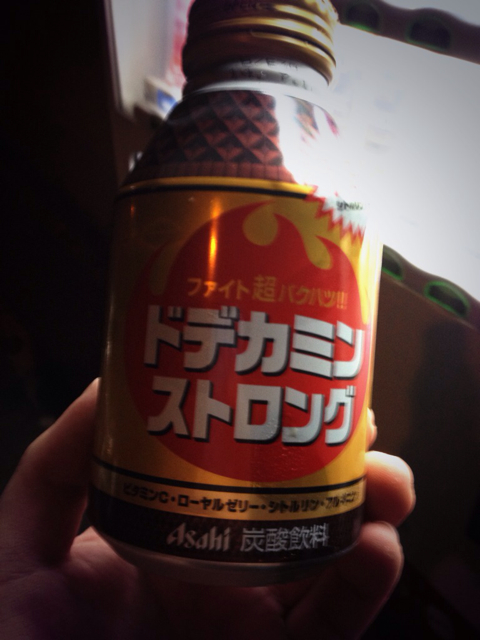 ファイト超バクハツ!!!
ドデカミン
ストロング
ビタミンC・ローヤルゼリー・シトルリン・アルギニン
Asahi 炭酸飲料